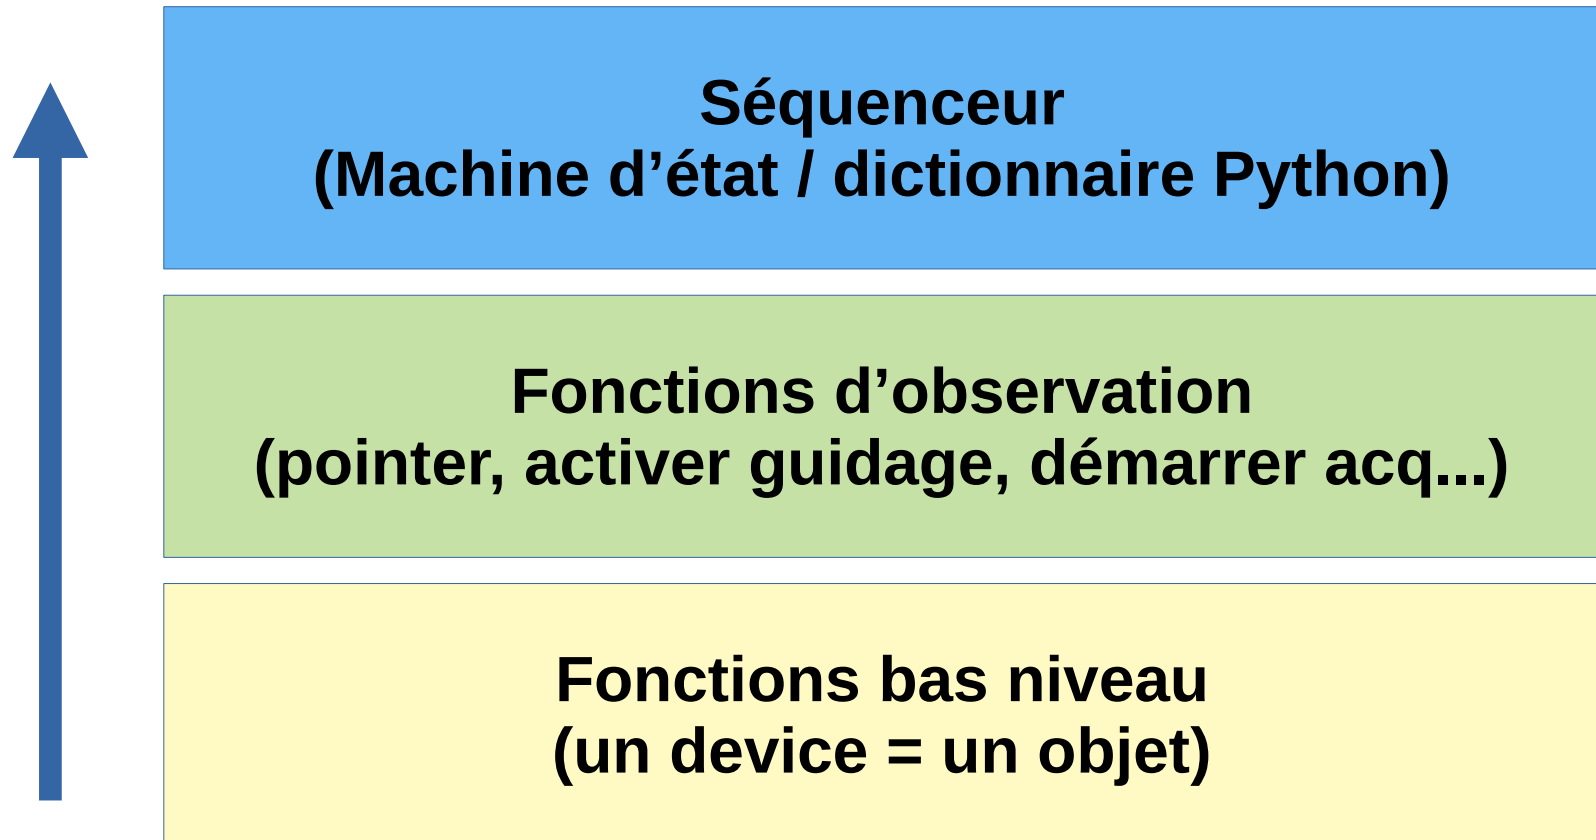 Séquenceur
(Machine d’état / dictionnaire Python)
Fonctions d’observation
(pointer, activer guidage, démarrer acq...)
Fonctions bas niveau
(un device = un objet)